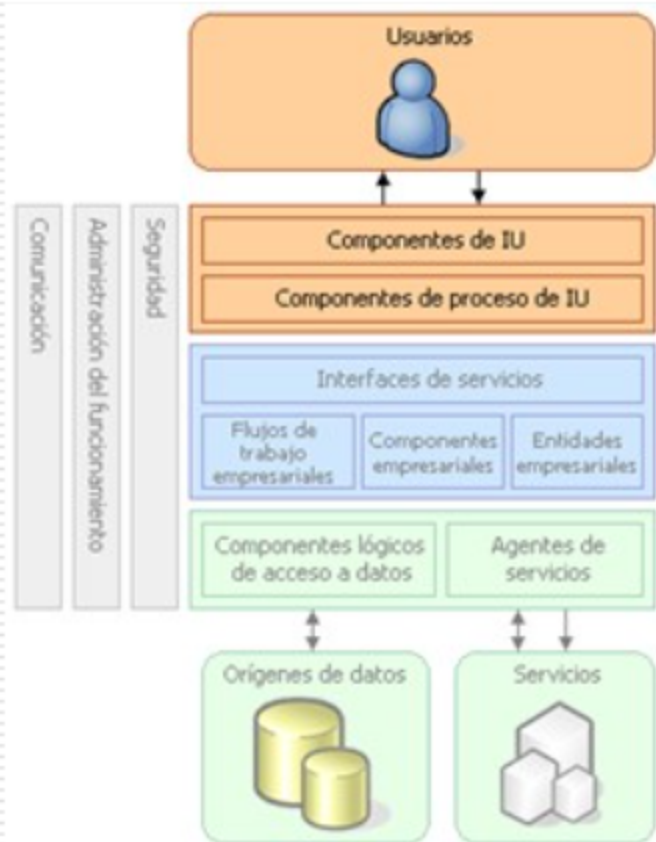 Usuarios
Comunicación
Administración del funcionamiento
Seguridad
Componentes de IU
Componentes de proceso de IU
Interfaces de servicios
Flujos de
trabajo
empresariales
Componentes
empresariales
Entidades
empresariales
Componentes lógicos
de acceso a datos
Agentes de
servicios
Orígenes de datos
Servicios